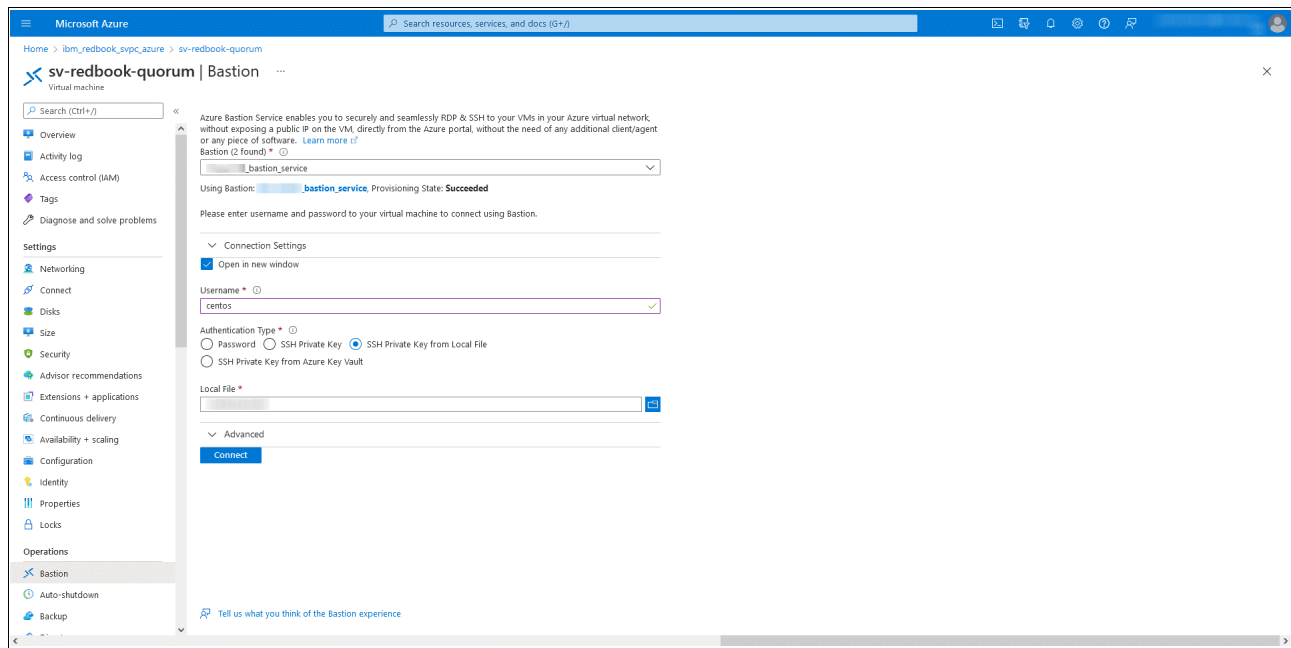 Microsoft Azure
Search resources, services, and docs (G+/)
Home > ibm_redbook_svpc_azure > sv-redbook-quorum
sv-redbook-quorum | Bastion ...
Virtual machine
Search (Ctrl+/)
Overview
Activity log
Access control (IAM)
Tags
Diagnose and solve problems
Settings
Networking
Connect
Disks
Size
Security
Advisor recommendations
Extensions + applications
Continuous delivery
Availability + scaling
Configuration
Identity
Properties
Locks
Operations
Bastion
Auto-shutdown
Backup
Azure Bastion Service enables you to securely and seamlessly RDP & SSH to your VMs in your Azure virtual network,
without exposing a public IP on the VM, directly from the Azure portal, without the need of any additional client/agent
or any piece of software. Learn more
Bastion (2 found) *
_bastion_service
Using Bastion: _bastion_service, Provisioning State: Succeeded
Please enter username and password to your virtual machine to connect using Bastion.
Connection Settings
Open in new window
Username *
centos
Authentication Type *
Password SSH Private Key SSH Private Key from Local File
SSH Private Key from Azure Key Vault
Local File *
Advanced
Connect
Tell us what you think of the Bastion experience